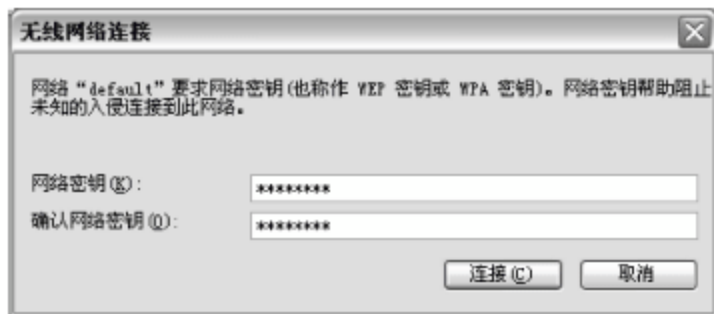 无线网络连接
网络“default”要求网络密钥(也称作 WEP 密钥或 WPA 密钥)。网络密钥帮助阻止
未知的入侵连接到此网络。
网络密钥(K):
********
确认网络密钥(O):
********
连接(C)
取消